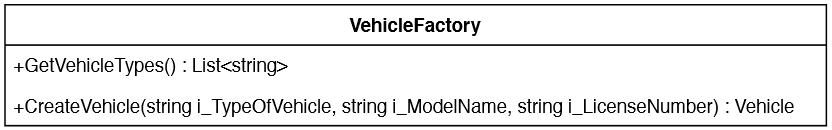 VehicleFactory
+GetVehicleTypes() : List<string>
+CreateVehicle(string i_TypeOfVehicle, string i_ModelName, string i_LicenseNumber) : Vehicle